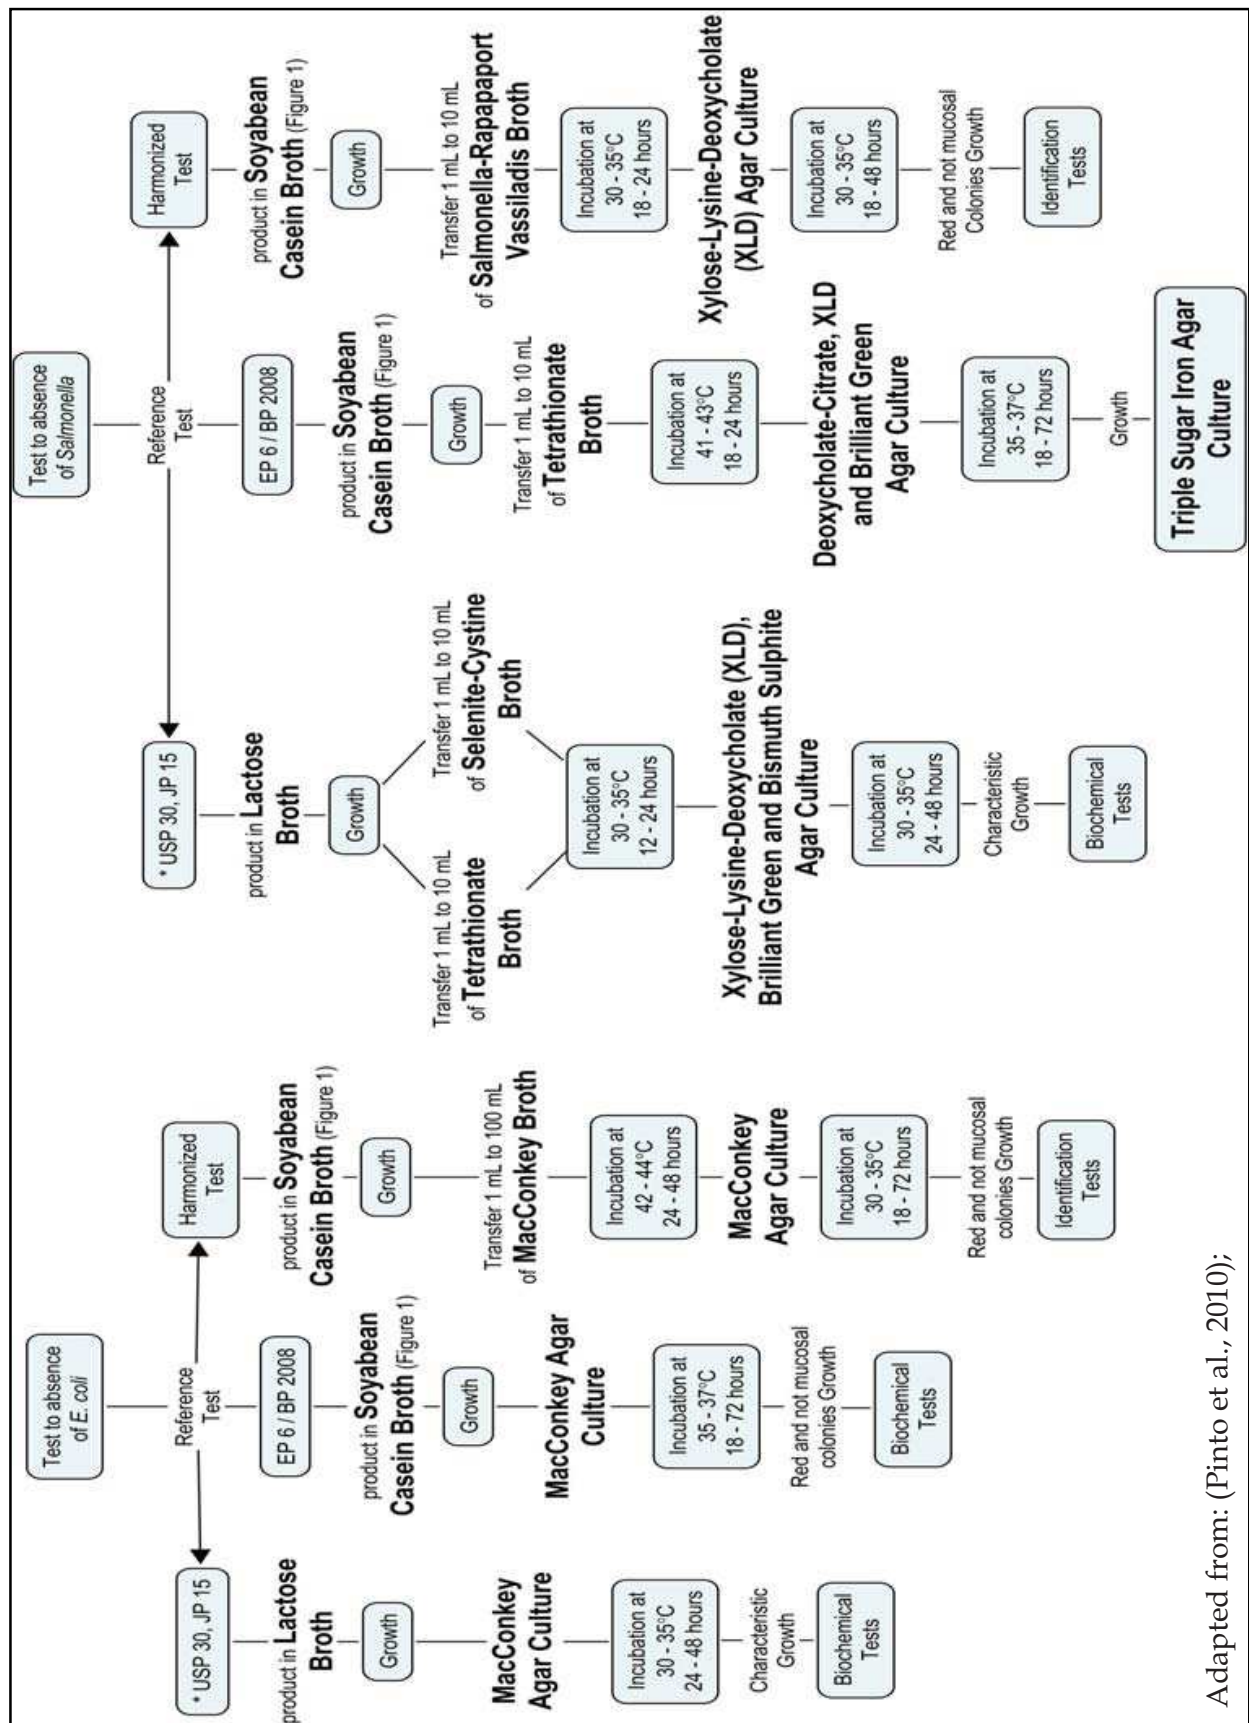 Test to absence
of E. coli
Reference
Test
* USP 30, JP 15
product in Lactose
Broth
Growth
MacConkey
Agar Culture
Incubation at
30 - 35°C
24 - 48 hours
Characteristic
Growth
Biochemical
Tests
EP 6 / BP 2008
product in Soyabean
Casein Broth (Figure 1)
Growth
MacConkey Agar
Culture
Incubation at
35 - 37°C
18 - 72 hours
Red and not mucosal
colonies Growth
Biochemical
Tests
Harmonized
Test
product in Soyabean
Casein Broth (Figure 1)
Growth
Transfer 1 mL to 100 mL
of MacConkey Broth
Incubation at
42 - 44°C
24 - 48 hours
MacConkey
Agar Culture
Incubation at
30 - 35°C
18 - 72 hours
Red and not mucosal
colonies Growth
Identification
Tests
Test to absence
of Salmonella
Reference
Test
* USP 30, JP 15
product in Lactose
Broth
Growth
Transfer 1 mL to 10 mL
of Tetrathionate
Broth
Transfer 1 mL to 10 mL
of Selenite-Cystine
Broth
Incubation at
30 - 35°C
12 - 24 hours
Xylose-Lysine-Deoxycholate (XLD),
Brilliant Green and Bismuth Sulphite
Agar Culture
Incubation at
30 - 35°C
24 - 48 hours
Characteristic
Growth
Biochemical
Tests
EP 6 / BP 2008
product in Soyabean
Casein Broth (Figure 1)
Growth
Transfer 1 mL to 10 mL
of Tetrathionate
Broth
Incubation at
41 - 43°C
18 - 24 hours
Deoxycholate-Citrate, XLD
and Brilliant Green
Agar Culture
Incubation at
35 - 37°C
18 - 72 hours
Growth
Triple Sugar Iron Agar
Culture
Harmonized
Test
product in Soyabean
Casein Broth (Figure 1)
Growth
Transfer 1 mL to 10 mL
of Salmonella-Rapapaport
Vassiladis Broth
Incubation at
30 - 35°C
18 - 24 hours
Xylose-Lysine-Deoxycholate
(XLD) Agar Culture
Incubation at
30 - 35°C
18 - 48 hours
Red and not mucosal
Colonies Growth
Identification
Tests
Adapted from: (Pinto et al., 2010);